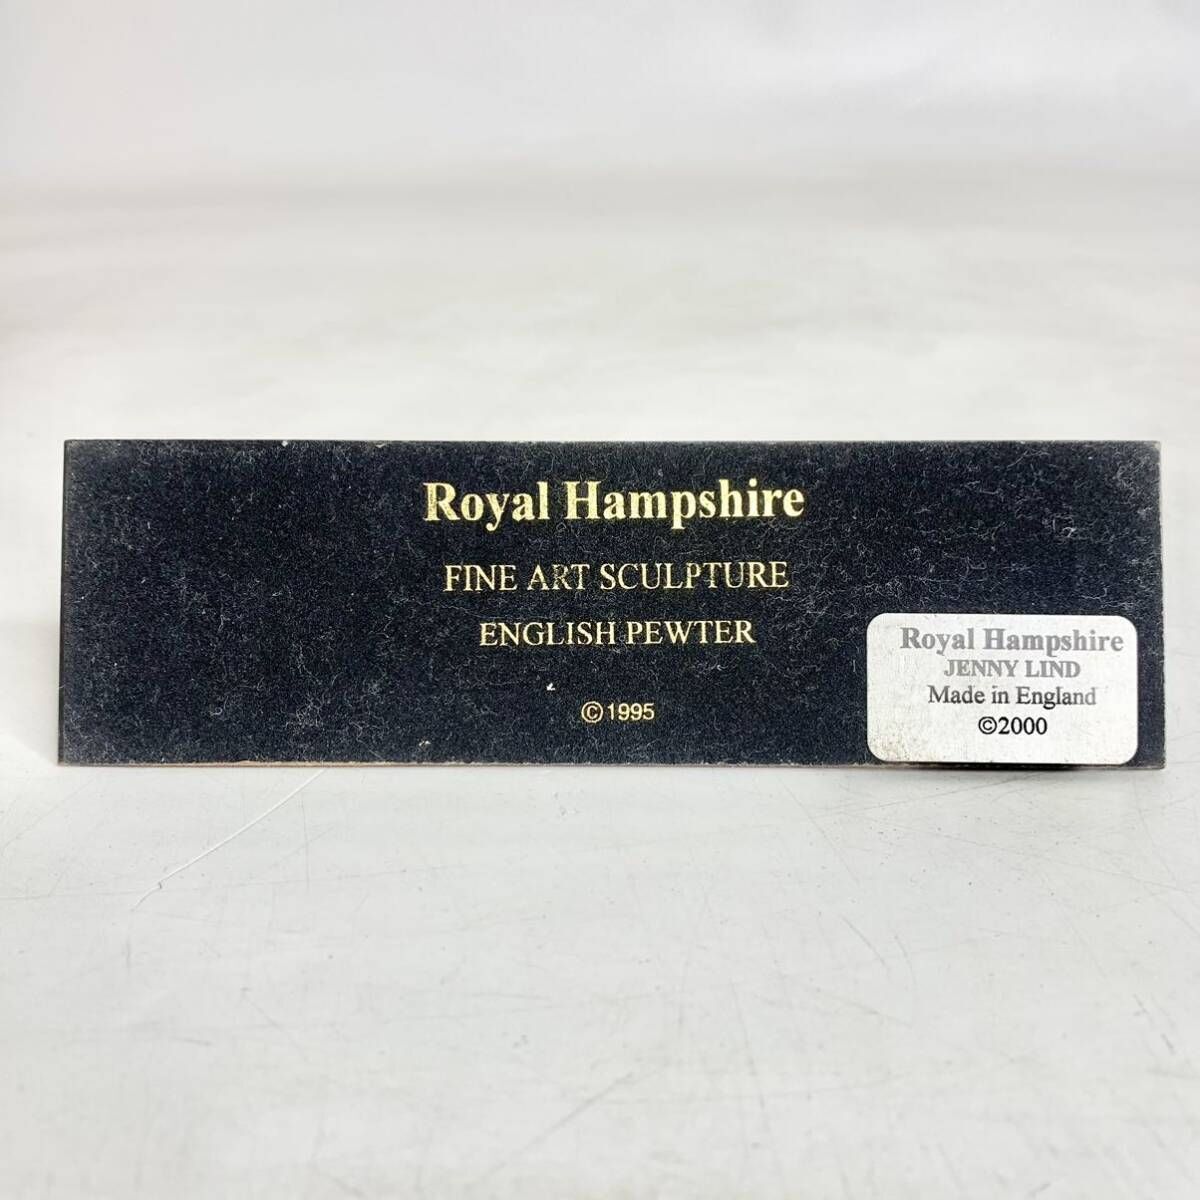 Royal Hampshire
FINE ART SCULPTURE
ENGLISH PEWTER
©1995
Royal Hampshire
JENNY LIND
Made in England
©2000